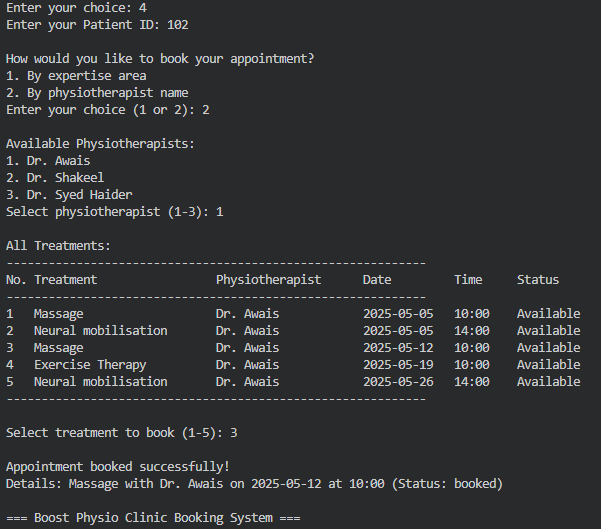 Enter your choice: 4
Enter your Patient ID: 102
How would you like to book your appointment?
1. By expertise area
2. By physiotherapist name
Enter your choice (1 or 2): 2
Available Physiotherapists:
1. Dr. Awais
2. Dr. Shakeel
3. Dr. Syed Haider
Select physiotherapist (1-3): 1
All Treatments:
------------------------------------------------------------
No. Treatment                 Physiotherapist      Date         Time     Status
------------------------------------------------------------
1   Massage                   Dr. Awais            2025-05-05   10:00    Available
2   Neural mobilisation       Dr. Awais            2025-05-05   14:00    Available
3   Massage                   Dr. Awais            2025-05-12   10:00    Available
4   Exercise Therapy          Dr. Awais            2025-05-19   10:00    Available
5   Neural mobilisation       Dr. Awais            2025-05-26   14:00    Available
------------------------------------------------------------
Select treatment to book (1-5): 3
Appointment booked successfully!
Details: Massage with Dr. Awais on 2025-05-12 at 10:00 (Status: booked)
=== Boost Physio Clinic Booking System ===